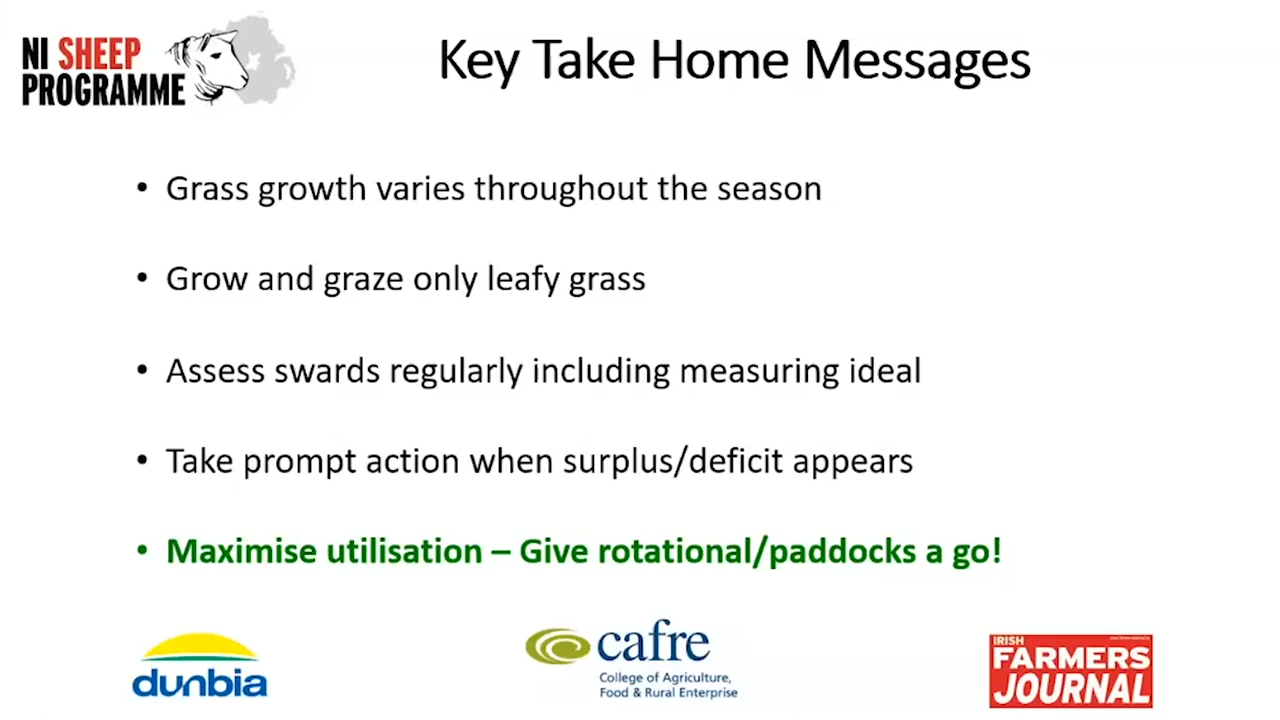 NI SHEEP
PROGRAMME
Key Take Home Messages
• Grass growth varies throughout the season
• Grow and graze only leafy grass
• Assess swards regularly including measuring ideal
• Take prompt action when surplus/deficit appears
• Maximise utilisation – Give rotational/paddocks a go!
dunbia
cafre
College of Agriculture,
Food & Rural Enterprise
IRISH
FARMERS
JOURNAL